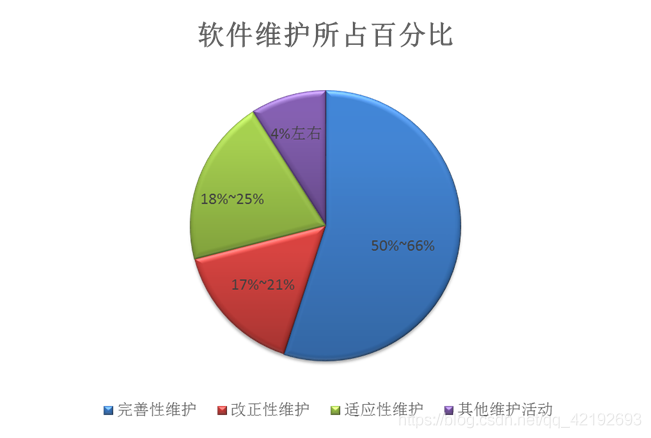 软件维护所占百分比
4%左右
18%~25%
50%~66%
17%~21%
完善性维护 改正性维护 适应性维护 其他维护活动
https://blog.csdn.net/qq_42192693